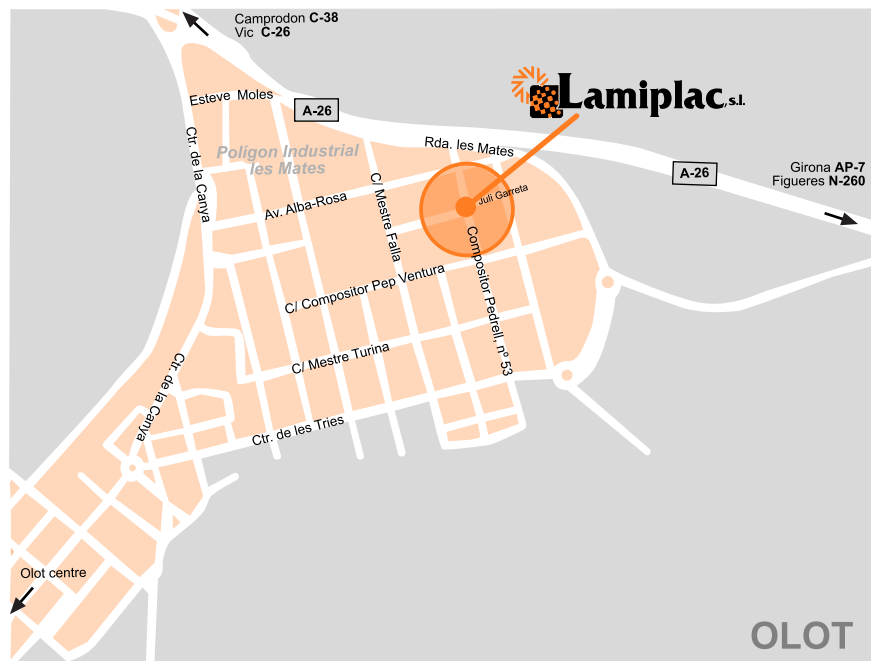 Camprodon C-38
Vic C-26
Esteve Moles
A-26
Lamiplac, s.l.
Rda. les Mates
Polígon Industrial
les Mates
Ctr. de la Canya
A-26
Girona AP-7
Figueres N-260
Av. Alba-Rosa
C/ Mestre Falla
Juli Garreta
Compositor Pedrell, nº 53
C/ Compositor Pep Ventura
C/ Mestre Turina
Ctr. de la Canya
Ctr. de les Tries
Olot centre
OLOT